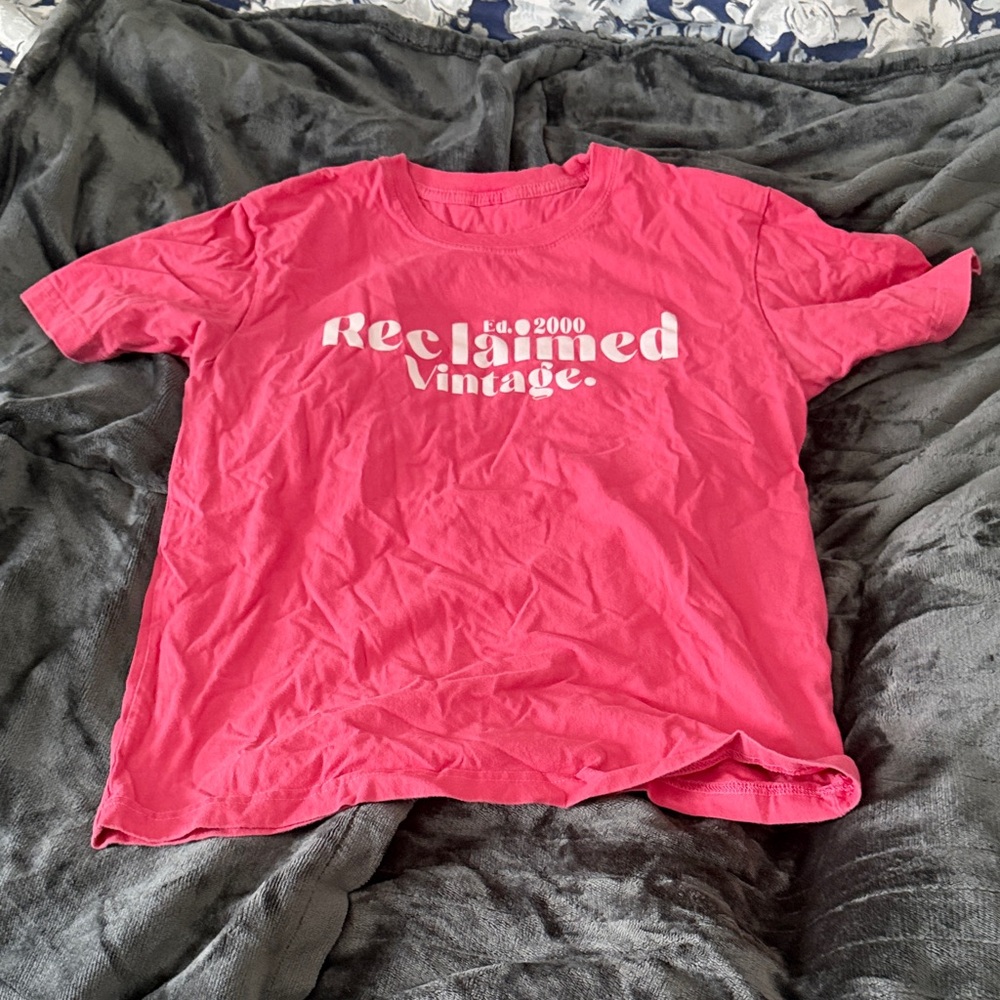 Ed. 2000
Reclaimed
Vintage.